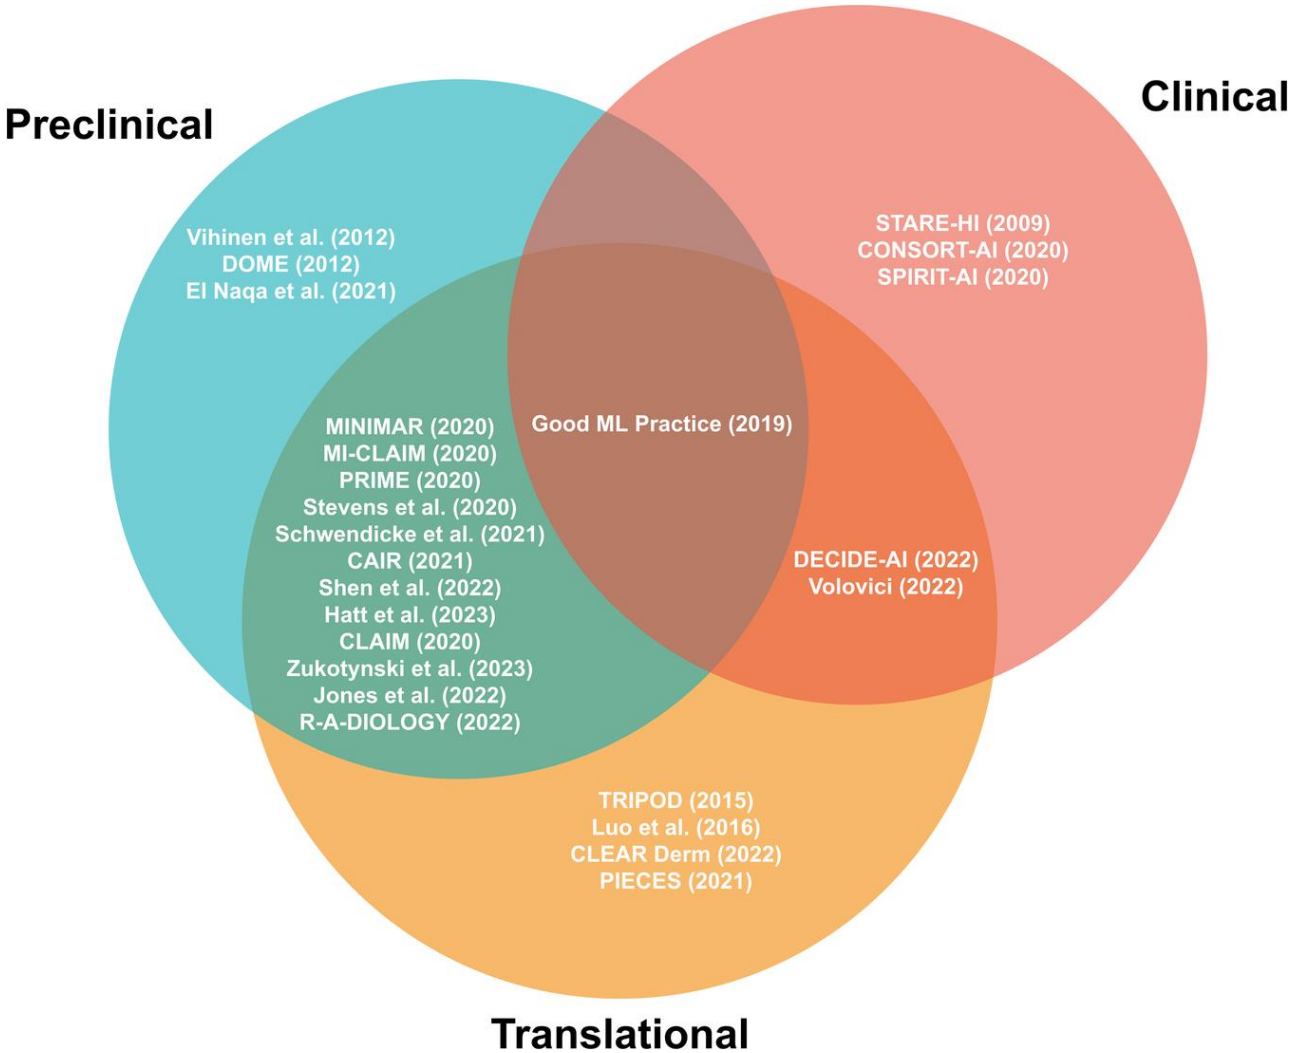 Preclinical
Clinical
Vihinen et al. (2012)
DOME (2012)
El Naqa et al. (2021)
STARE-HI (2009)
CONSORT-AI (2020)
SPIRIT-AI (2020)
MINIMAR (2020)
MI-CLAIM (2020)
PRIME (2020)
Stevens et al. (2020)
Schwendicke et al. (2021)
CAIR (2021)
Shen et al. (2022)
Hatt et al. (2023)
CLAIM (2020)
Zukotynski et al. (2023)
Jones et al. (2022)
R-A-DIOLOGY (2022)
Good ML Practice (2019)
DECIDE-AI (2022)
Volovici (2022)
TRIPOD (2015)
Luo et al. (2016)
CLEAR Derm (2022)
PIECES (2021)
Translational